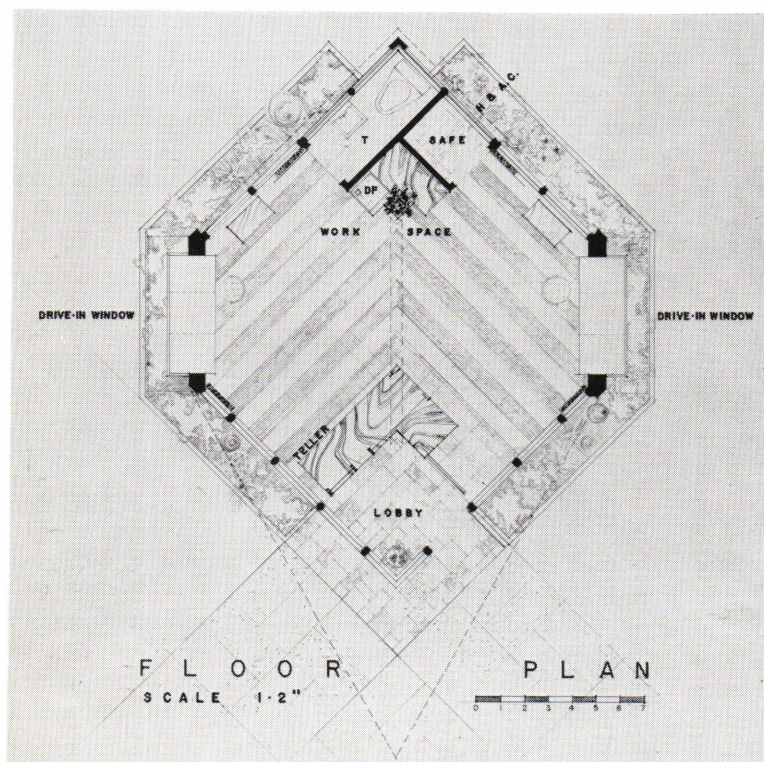 H & A.C.
T SAFE
DF
WORK SPACE
DRIVE-IN WINDOW DRIVE-IN WINDOW
TELLER
LOBBY
FLOOR PLAN
SCALE 1·2"
0 1 2 3 4 5 6 7